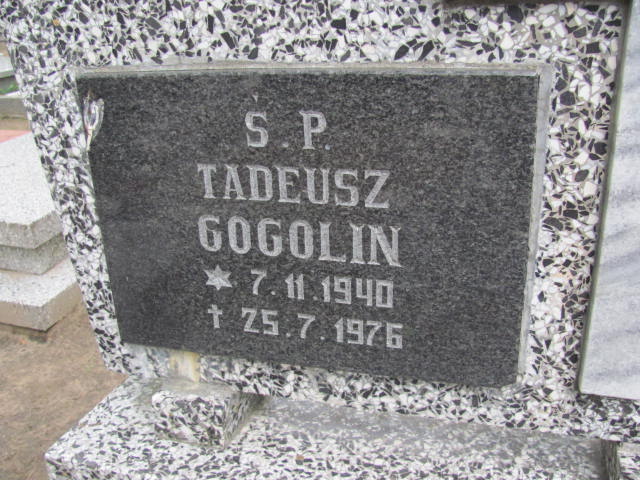 Ś.P.
TADEUSZ
GOGOLIN
7.11.1940
✝ 25.7.1976